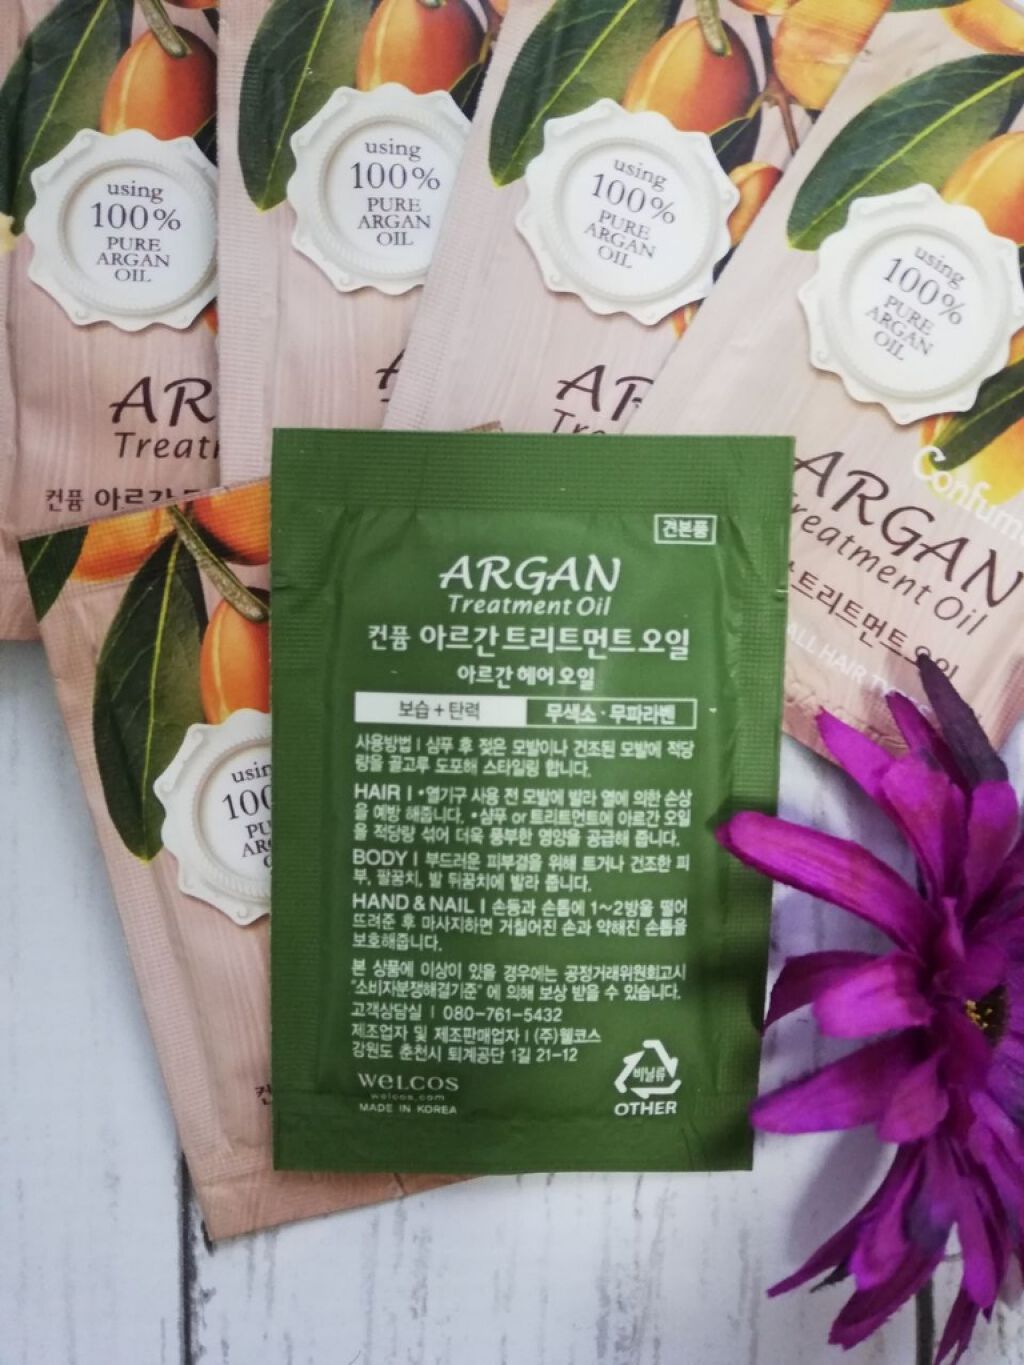 using
100%
PURE
ARGAN
OIL
using
100%
PURE
ARGAN
OIL
using
100%
PURE
ARGAN
OIL
using
100%
PURE
ARGAN
OIL
AR
Treatm
컨퓸 아르간
AR
Tre
Confume
ARGAN
Treatment Oil
트리트먼트 오일
ALL HAIR
100
PU
AR
견본품
ARGAN
Treatment Oil
컨퓸 아르간 트리트먼트 오일
아르간 헤어 오일
보습 + 탄력 무색소 · 무파라벤
사용방법 I 샴푸 후 젖은 모발이나 건조된 모발에 적당
량을 골고루 도포해 스타일링 합니다.
HAIR I •열기구 사용 전 모발에 발라 열에 의한 손상
을 예방 해줍니다. •샴푸 or 트리트먼트에 아르간 오일
을 적당량 섞어 더욱 풍부한 영양을 공급해 줍니다.
BODY I 부드러운 피부결을 위해 트거나 건조한 피
부, 팔꿈치, 발 뒤꿈치에 발라 줍니다.
HAND & NAIL I 손등과 손톱에 1~2방울 떨어
뜨려준 후 마사지하면 거칠어진 손과 약해진 손톱을
보호해줍니다.
본 상품에 이상이 있을 경우에는 공정거래위원회고시
"소비자분쟁해결기준" 에 의해 보상 받을 수 있습니다.
고객상담실 I 080-761-5432
제조업자 및 제조판매업자 I (주)웰코스
강원도 춘천시 퇴계공단 1길 21-12
WELCOS
welcos.com
MADE IN KOREA
비닐류
OTHER